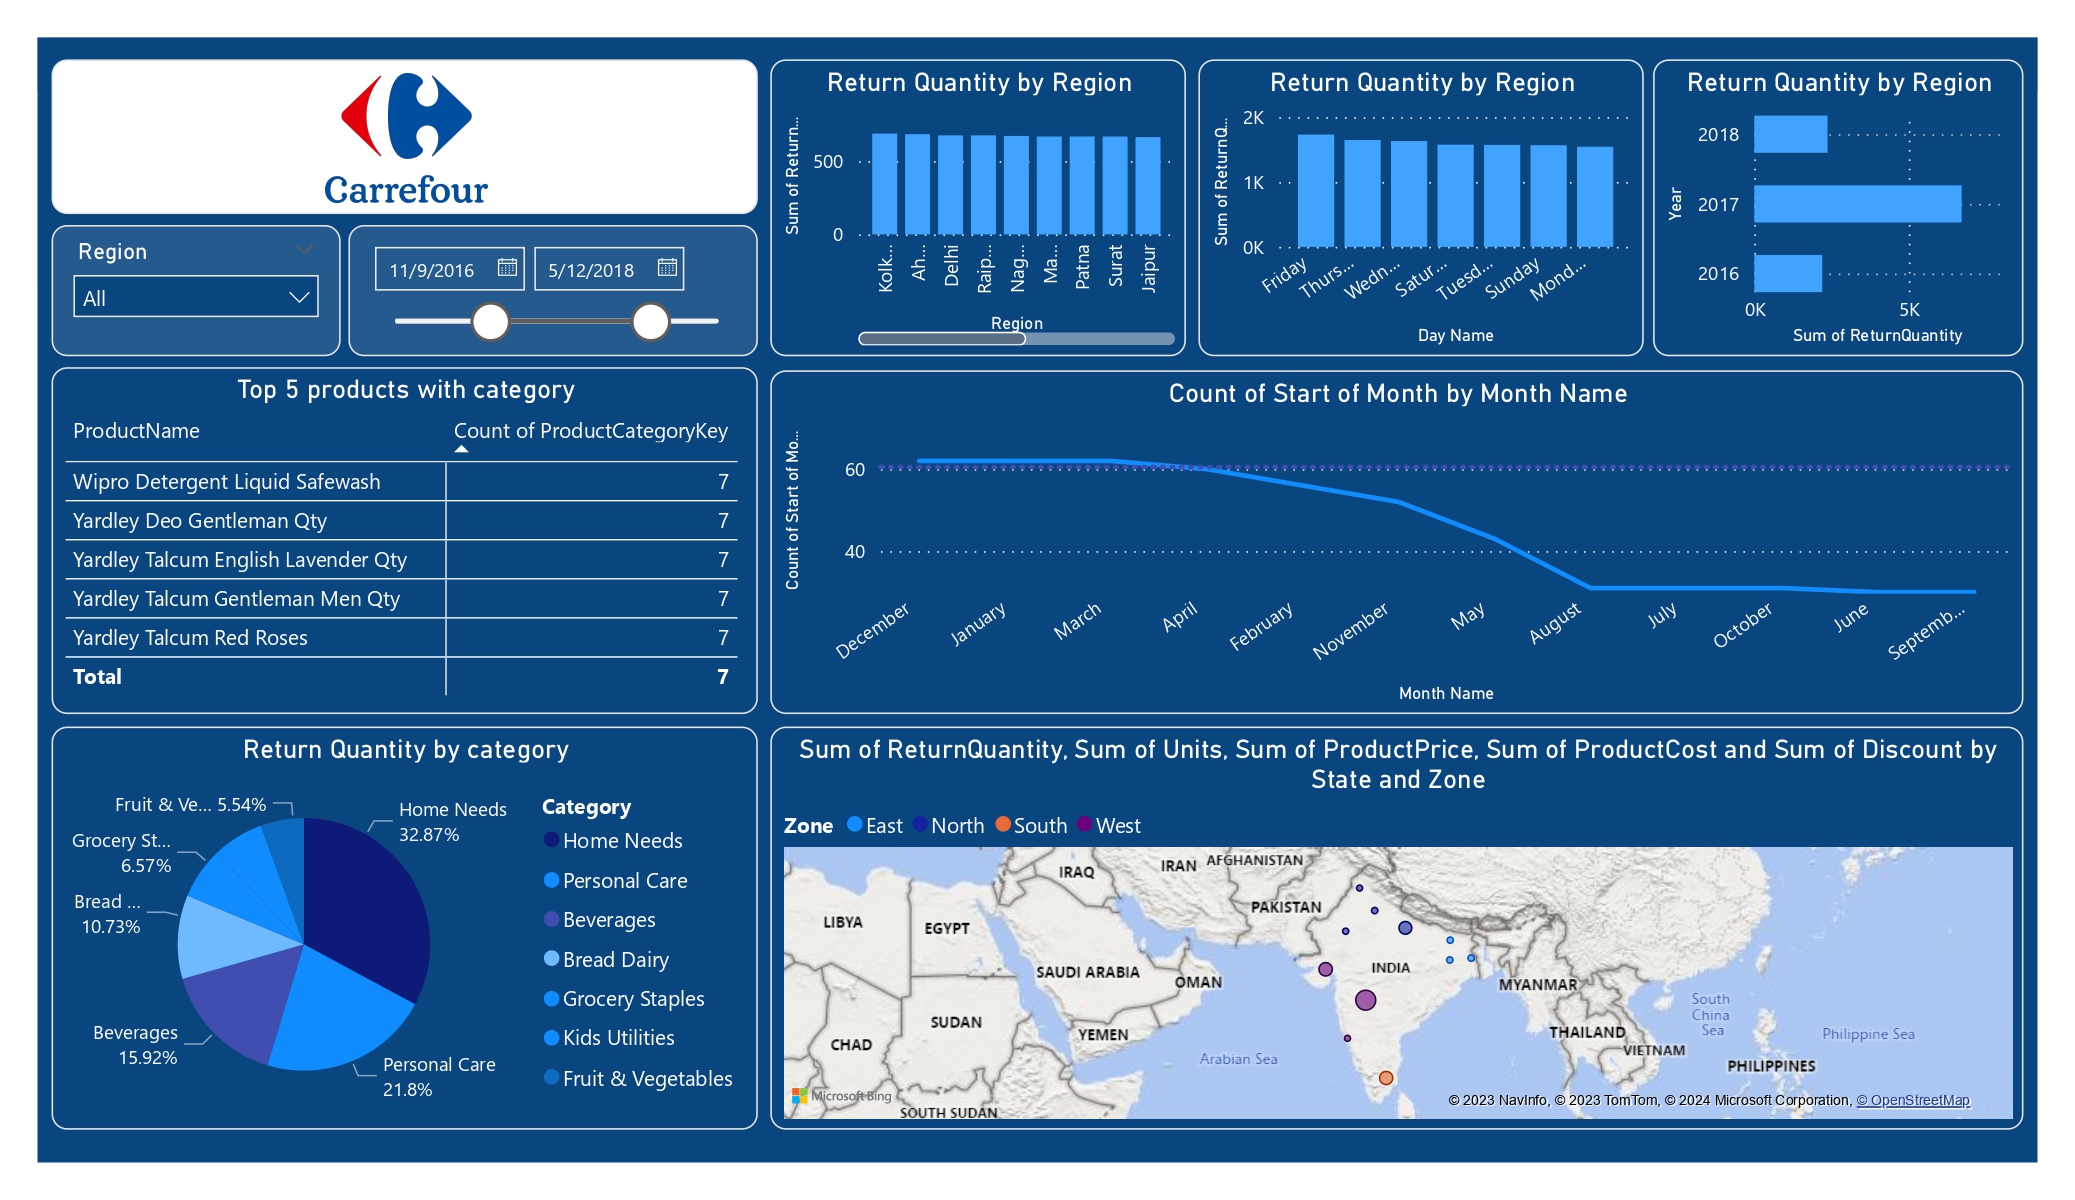 Carrefour
Region
All
11/9/2016
5/12/2018
Return Quantity by Region
Sum of Return...
500
0
Kolk...
Ah...
Delhi
Raip...
Nag...
Ma...
Patna
Surat
Jaipur
Region
Return Quantity by Region
Sum of ReturnQ...
2K
1K
0K
Friday
Thurs...
Wedn...
Satur...
Tuesd...
Sunday
Mond...
Day Name
Return Quantity by Region
Year
2018
2017
2016
0K
5K
Sum of ReturnQuantity
Top 5 products with category
ProductName Count of ProductCategoryKey
Wipro Detergent Liquid Safewash 7
Yardley Deo Gentleman Qty 7
Yardley Talcum English Lavender Qty 7
Yardley Talcum Gentleman Men Qty 7
Yardley Talcum Red Roses 7
Total 7
Count of Start of Month by Month Name
Count of Start of Mo...
60
40
December
January
March
April
February
November
May
August
July
October
June
Septemb...
Month Name
Return Quantity by category
Fruit & Ve... 5.54%
Grocery St...
6.57%
Bread ...
10.73%
Beverages
15.92%
Home Needs
32.87%
Personal Care
21.8%
Category
Home Needs
Personal Care
Beverages
Bread Dairy
Grocery Staples
Kids Utilities
Fruit & Vegetables
Sum of ReturnQuantity, Sum of Units, Sum of ProductPrice, Sum of ProductCost and Sum of Discount by
State and Zone
Zone East North South West
IRAQ
IRAN
AFGHANISTAN
PAKISTAN
LIBYA
EGYPT
SAUDI ARABIA
OMAN
INDIA
MYANMAR
SUDAN
YEMEN
CHAD
Arabian Sea
THAILAND
VIETNAM
South
China
Sea
Philippine Sea
PHILIPPINES
SOUTH SUDAN
Microsoft Bing
© 2023 NavInfo, © 2023 TomTom, © 2024 Microsoft Corporation, © OpenStreetMap